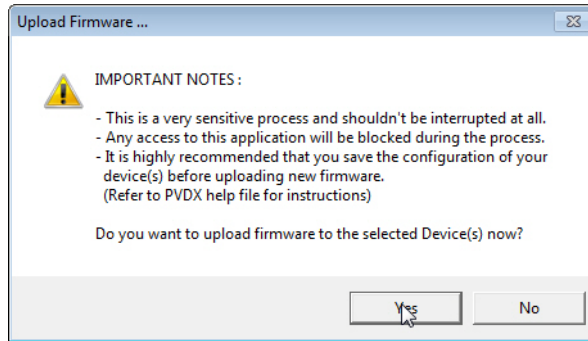 Upload Firmware ...
IMPORTANT NOTES :
- This is a very sensitive process and shouldn't be interrupted at all.
- Any access to this application will be blocked during the process.
- It is highly recommended that you save the configuration of your
device(s) before uploading new firmware.
(Refer to PVDX help file for instructions)
Do you want to upload firmware to the selected Device(s) now?
Yes
No